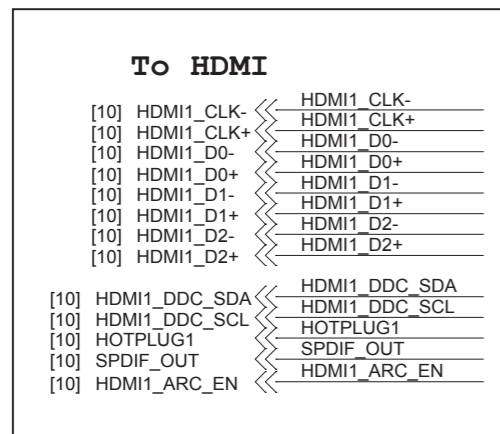 To HDMI
[10] HDMI1_CLK- HDMI1_CLK-
[10] HDMI1_CLK+ HDMI1_CLK+
[10] HDMI1_D0- HDMI1_D0-
[10] HDMI1_D0+ HDMI1_D0+
[10] HDMI1_D1- HDMI1_D1-
[10] HDMI1_D1+ HDMI1_D1+
[10] HDMI1_D2- HDMI1_D2-
[10] HDMI1_D2+ HDMI1_D2+
[10] HDMI1_DDC_SDA HDMI1_DDC_SDA
[10] HDMI1_DDC_SCL HDMI1_DDC_SCL
[10] HOTPLUG1 HOTPLUG1
[10] SPDIF_OUT SPDIF_OUT
[10] HDMI1_ARC_EN HDMI1_ARC_EN